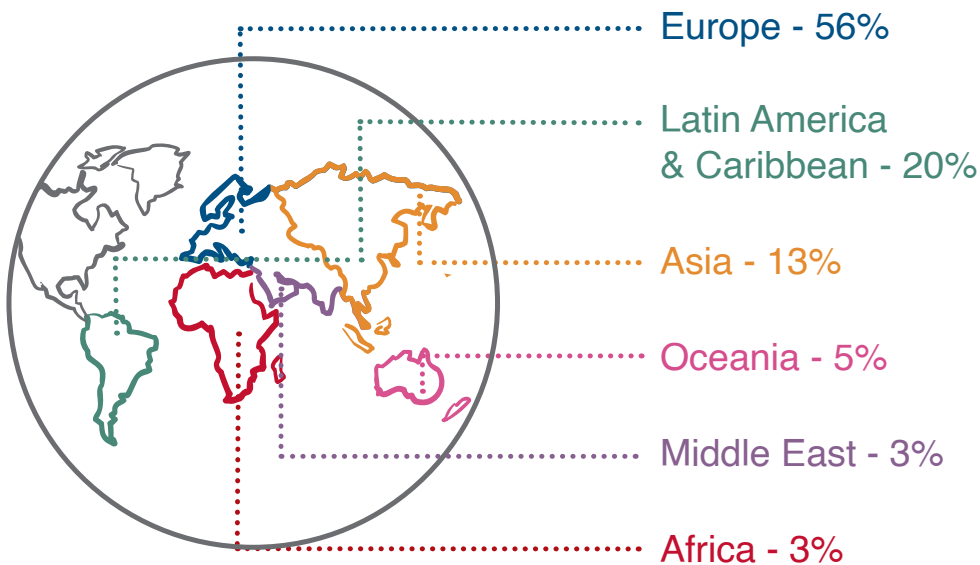 Europe - 56%
Latin America
& Caribbean - 20%
Asia - 13%
Oceania - 5%
Middle East - 3%
Africa - 3%